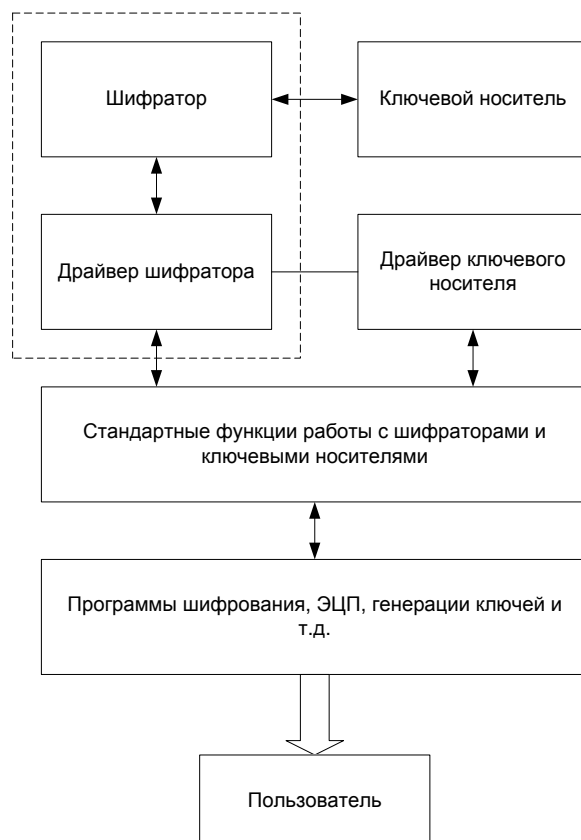 Шифратор
Ключевой носитель
Драйвер шифратора
Драйвер ключевого
носителя
Стандартные функции работы с шифраторами и
ключевыми носителями
Программы шифрования, ЭЦП, генерации ключей и
т.д.
Пользователь